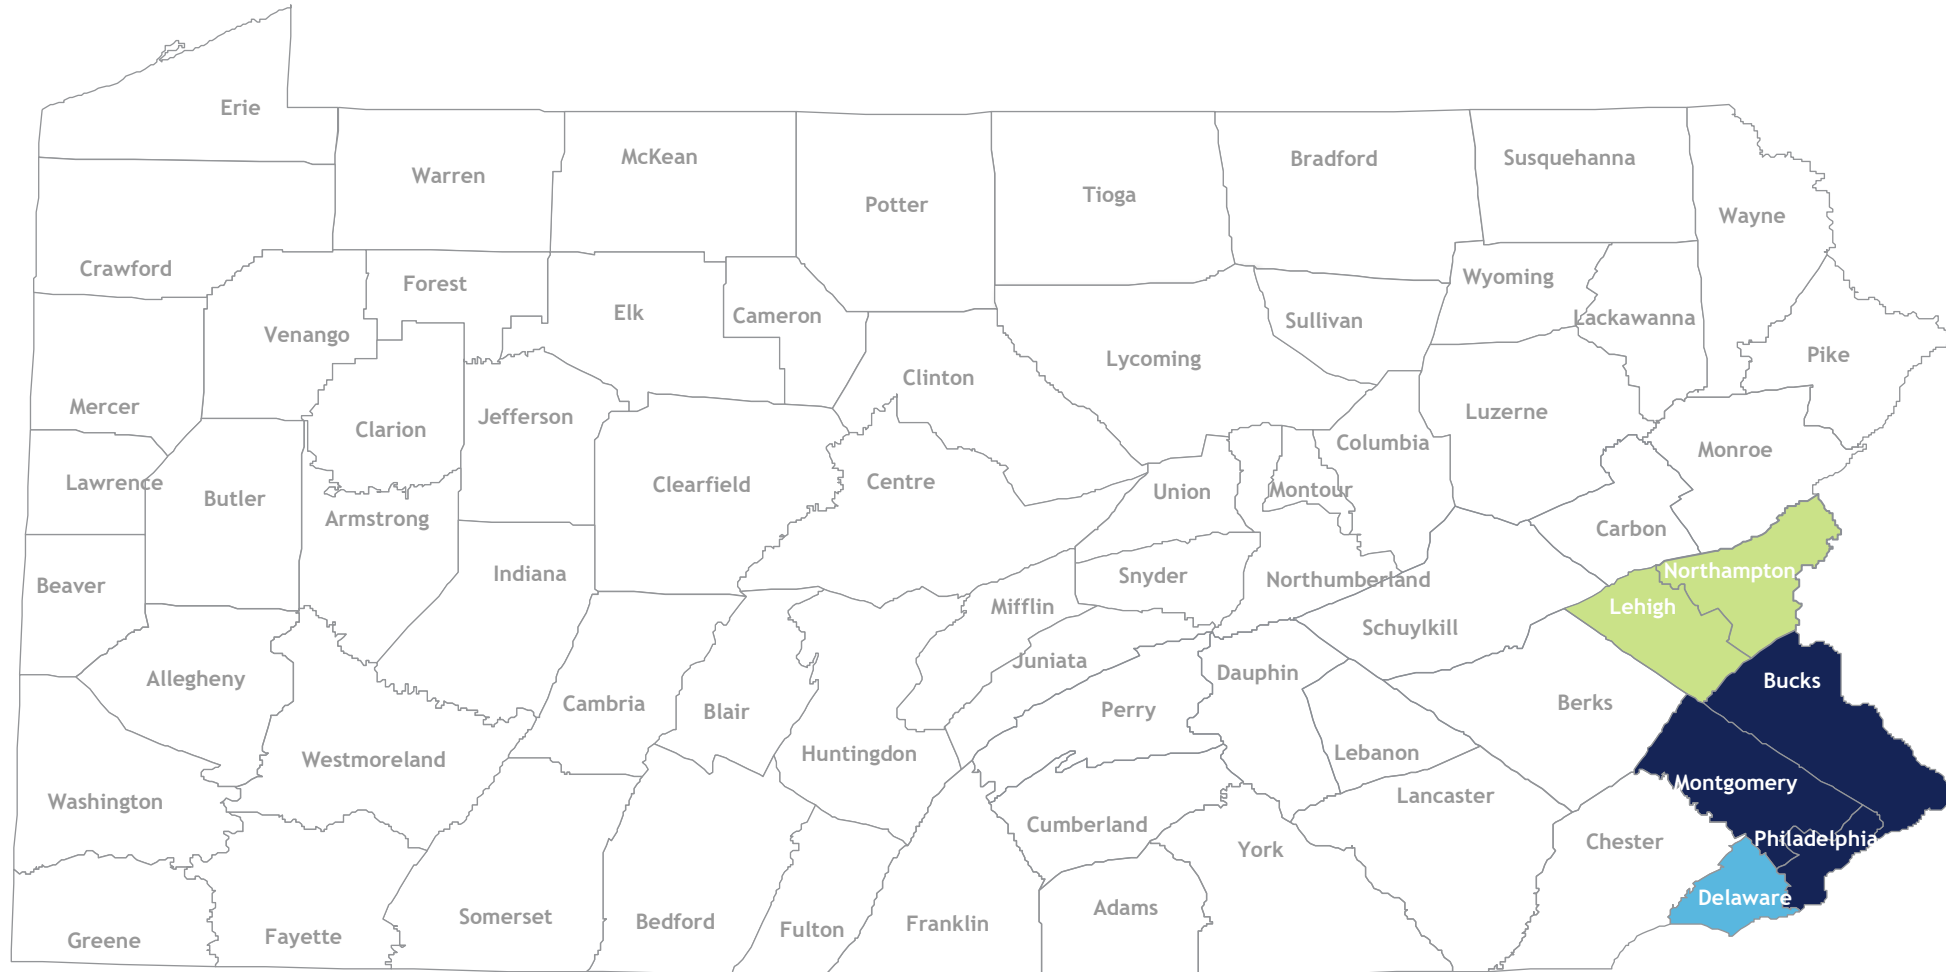 Erie
McKean
Susquehanna
Bradford
Warren
Tioga
Potter
Wayne
Crawford
Wyoming
Forest
Elk
Cameron
Lackawanna
Sullivan
Venango
Pike
Lycoming
Clinton
Mercer
Luzerne
Jefferson
Clarion
Columbia
Monroe
Centre
Lawrence
Clearfield
Montour
Union
Butler
Armstrong
Carbon
Northampton
Indiana
Snyder
Northumberland
Beaver
Mifflin
Lehigh
Schuylkill
Juniata
Dauphin
Allegheny
Bucks
Berks
Cambria
Perry
Blair
Lebanon
Huntingdon
Westmoreland
Montgomery
Lancaster
Washington
Cumberland
Philadelphia
Chester
York
Delaware
Adams
Somerset
Bedford
Franklin
Fulton
Fayette
Greene